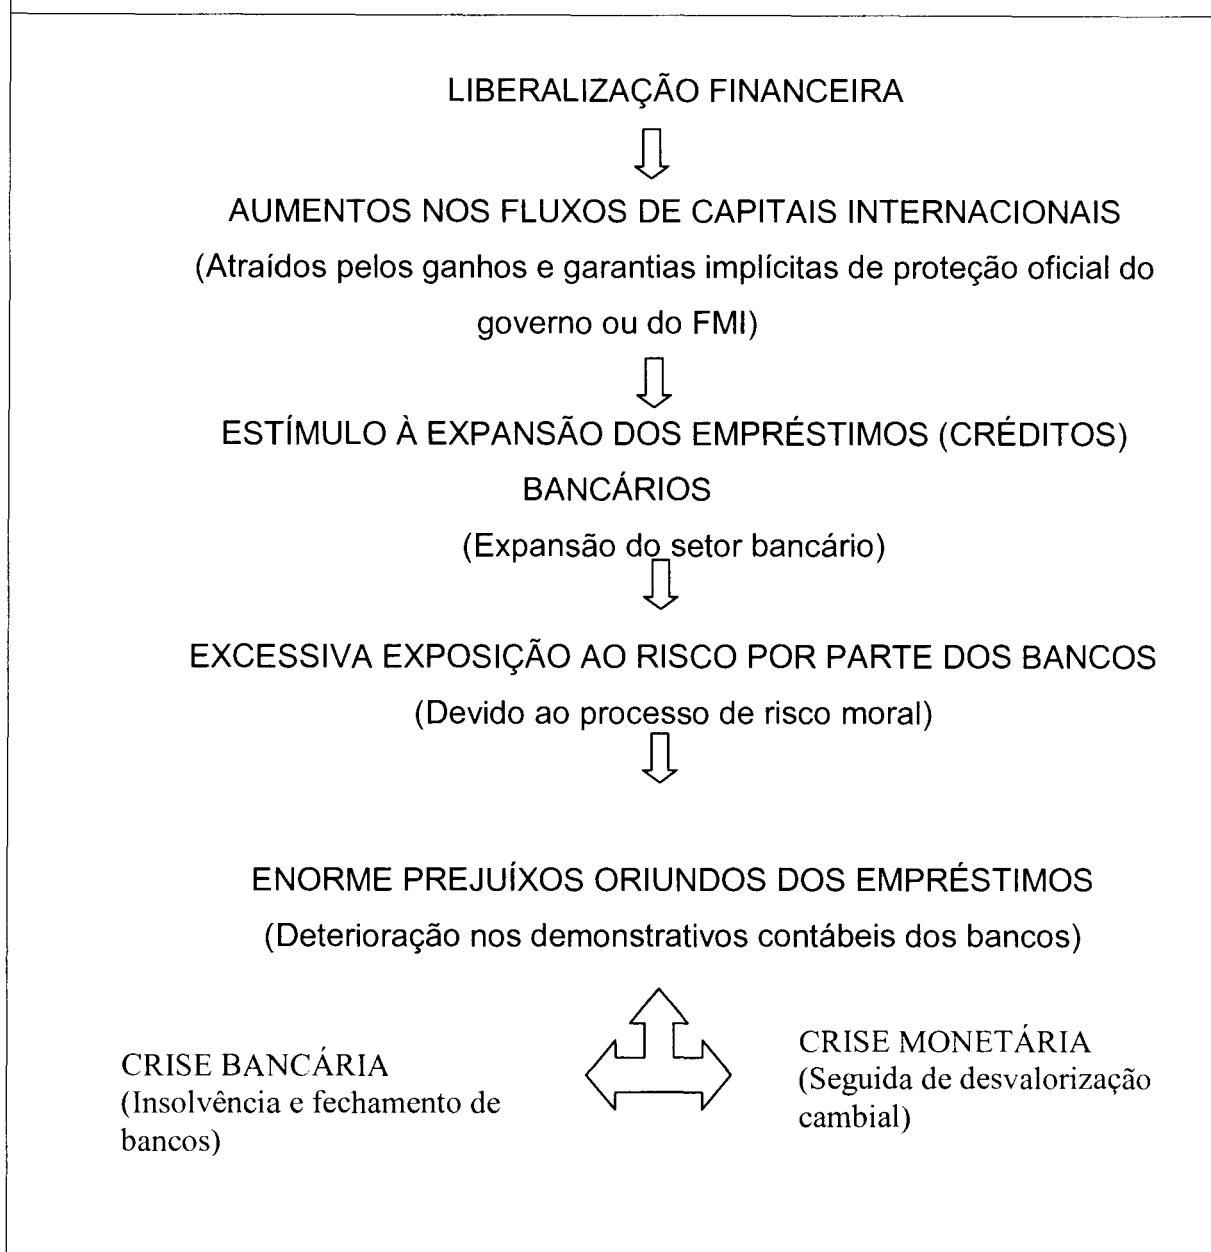 LIBERALIZAÇÃO FINANCEIRA
AUMENTOS NOS FLUXOS DE CAPITAIS INTERNACIONAIS
(Atraídos pelos ganhos e garantias implícitas de proteção oficial do
governo ou do FMI)
ESTÍMULO À EXPANSÃO DOS EMPRÉSTIMOS (CRÉDITOS)
BANCÁRIOS
(Expansão do setor bancário)
EXCESSIVA EXPOSIÇÃO AO RISCO POR PARTE DOS BANCOS
(Devido ao processo de risco moral)
ENORME PREJUÍXOS ORIUNDOS DOS EMPRÉSTIMOS
(Deterioração nos demonstrativos contábeis dos bancos)
CRISE BANCÁRIA
(Insolvência e fechamento de
bancos)
CRISE MONETÁRIA
(Seguida de desvalorização
cambial)